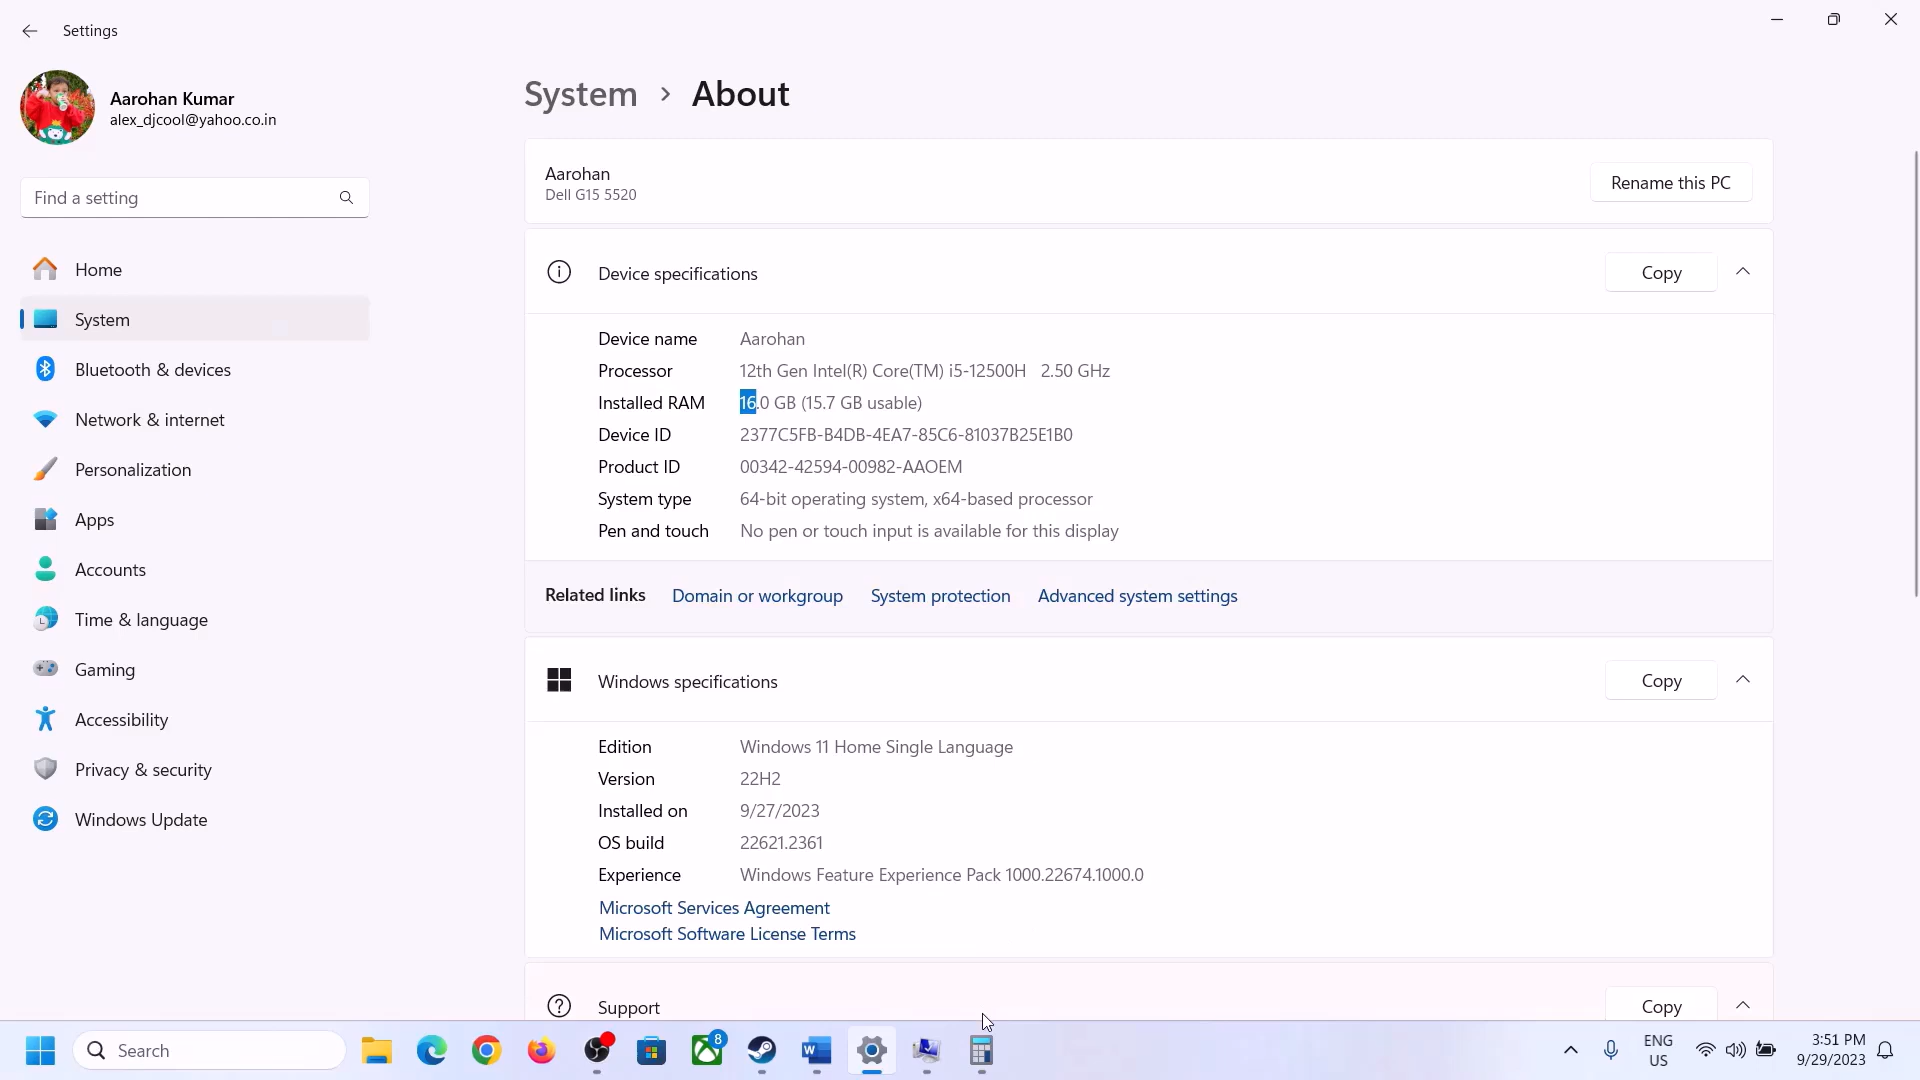 Settings
Aarohan Kumar
alex_djcool@yahoo.co.in
Find a setting
Home
System
Bluetooth & devices
Network & internet
Personalization
Apps
Accounts
Time & language
Gaming
Accessibility
Privacy & security
Windows Update
System > About
Aarohan
Dell G15 5520
Rename this PC
Device specifications
Copy
Device name Aarohan
Processor 12th Gen Intel(R) Core(TM) i5-12500H 2.50 GHz
Installed RAM 16.0 GB (15.7 GB usable)
Device ID 2377C5FB-B4DB-4EA7-85C6-81037B25E1B0
Product ID 00342-42594-00982-AAOEM
System type 64-bit operating system, x64-based processor
Pen and touch No pen or touch input is available for this display
Related links Domain or workgroup System protection Advanced system settings
Windows specifications
Copy
Edition Windows 11 Home Single Language
Version 22H2
Installed on 9/27/2023
OS build 22621.2361
Experience Windows Feature Experience Pack 1000.22674.1000.0
Microsoft Services Agreement
Microsoft Software License Terms
Support
Copy
Search
8
W
ENG
US
3:51 PM
9/29/2023